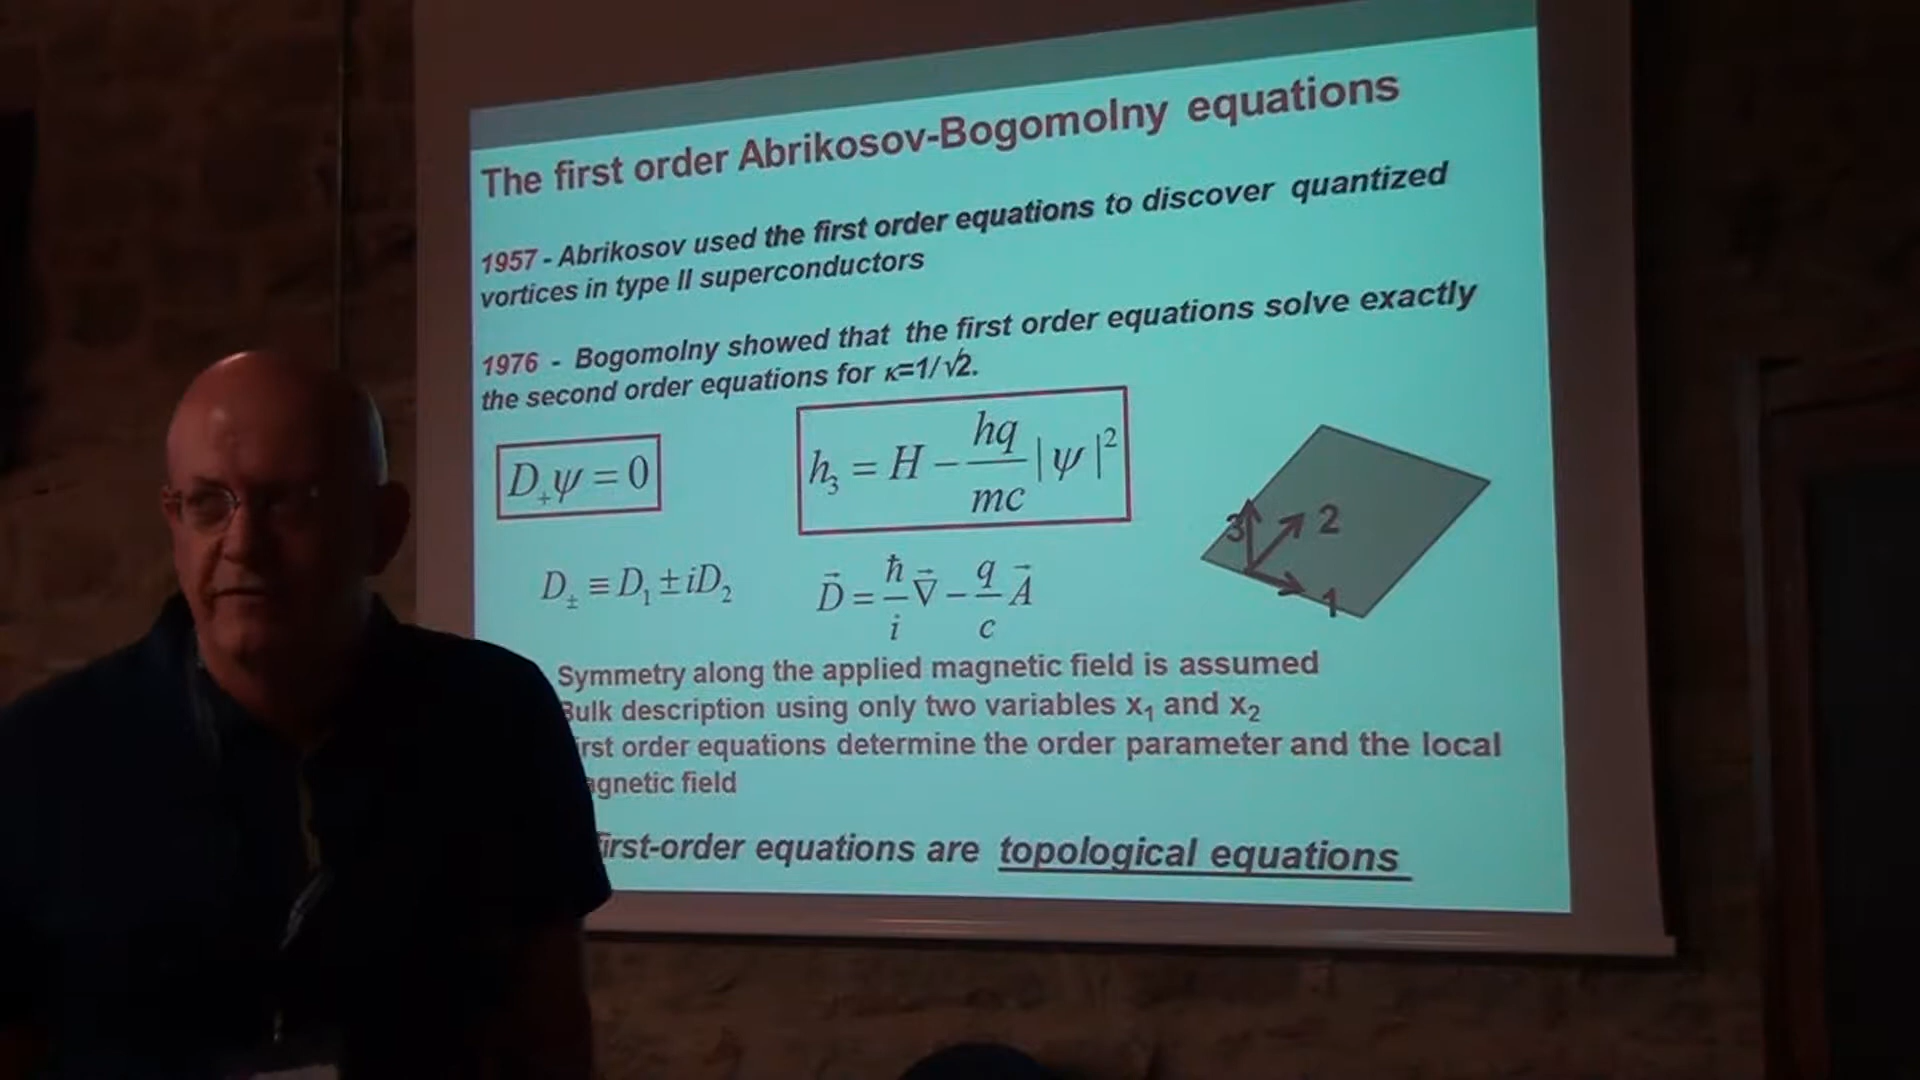 The first order Abrikosov-Bogomolny equations
1957 - Abrikosov used the first order equations to discover quantized
vortices in type II superconductors
1976 - Bogomolny showed that the first order equations solve exactly
the second order equations for κ=1/√2.
D₊ψ = 0
h₃ = H − hq/mc |ψ|²
3 2
1
D± ≡ D₁ ± iD₂
D⃗ = ħ/i ∇⃗ − q/c A⃗
Symmetry along the applied magnetic field is assumed
Bulk description using only two variables x₁ and x₂
irst order equations determine the order parameter and the local
agnetic field
First-order equations are topological equations